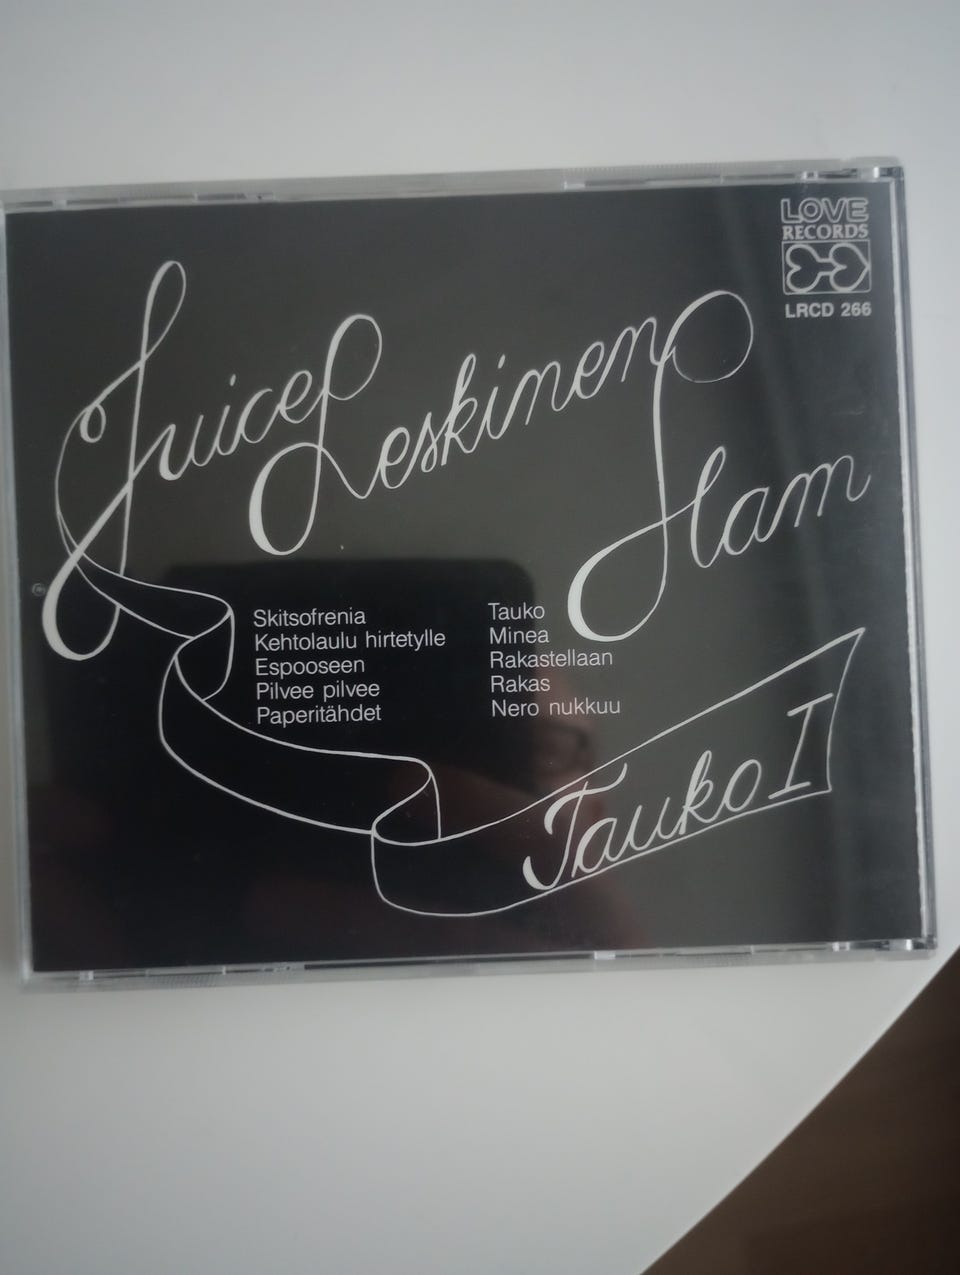 LOVE
RECORDS
LRCD 266
Juice Leskinen Slam
Skitsofrenia
Kehtolaulu hirtetylle
Espooseen
Pilvee pilvee
Paperitähdet
Tauko
Minea
Rakastellaan
Rakas
Nero nukkuu
Tauko I